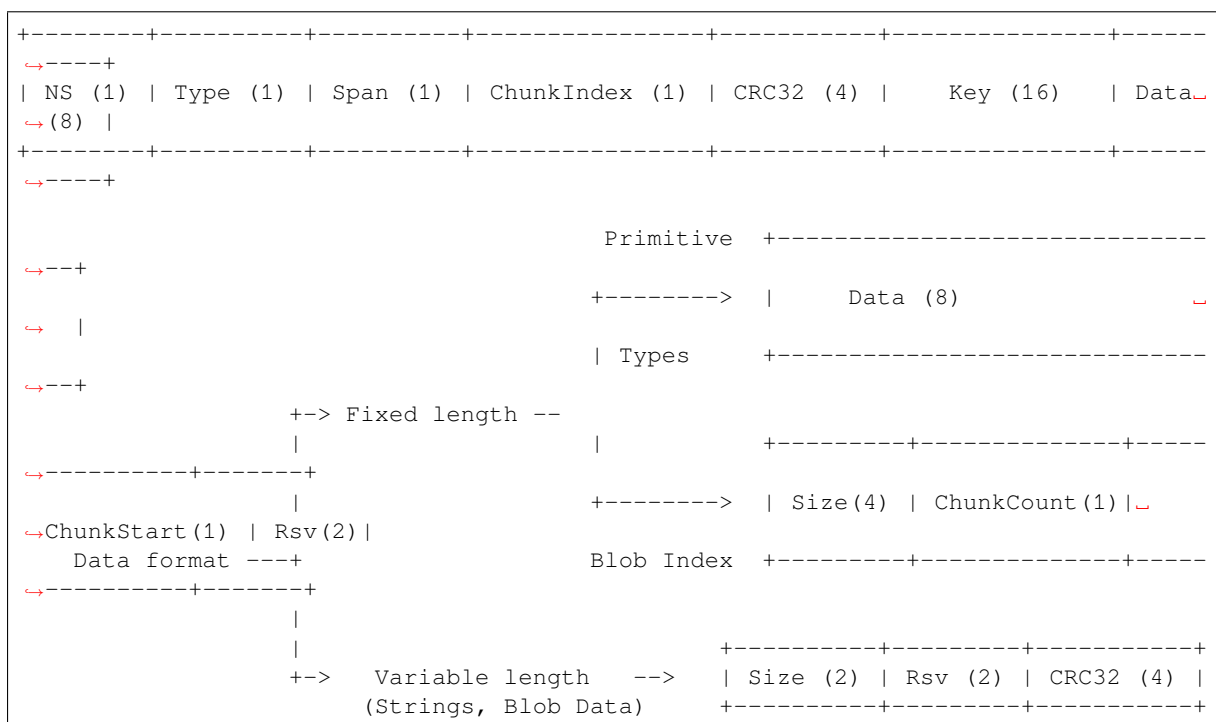 +--------+----------+----------+---------------+-----------+---------------+------
↪----+
| NS (1) | Type (1) | Span (1) | ChunkIndex (1) | CRC32 (4) |    Key (16)   | Data␣
↪(8) |
+--------+----------+----------+---------------+-----------+---------------+------
↪----+
                                       Primitive  +-----------------------------
↪--+
                                      +-------->  |     Data (8)                ␣
↪  |
                                      | Types     +-----------------------------
↪--+
                  +-> Fixed length --
                  |                   |           +---------+--------------+-----
↪----------+-------+
                  |                   +-------->  | Size(4) | ChunkCount(1)|␣
↪ChunkStart(1) | Rsv(2)|
   Data format ---+                   Blob Index  +---------+--------------+-----
↪----------+-------+
                  |
                  |                            +----------+---------+-----------+
                  +->   Variable length   -->  | Size (2) | Rsv (2) | CRC32 (4) |
                       (Strings, Blob Data)    +----------+---------+-----------+